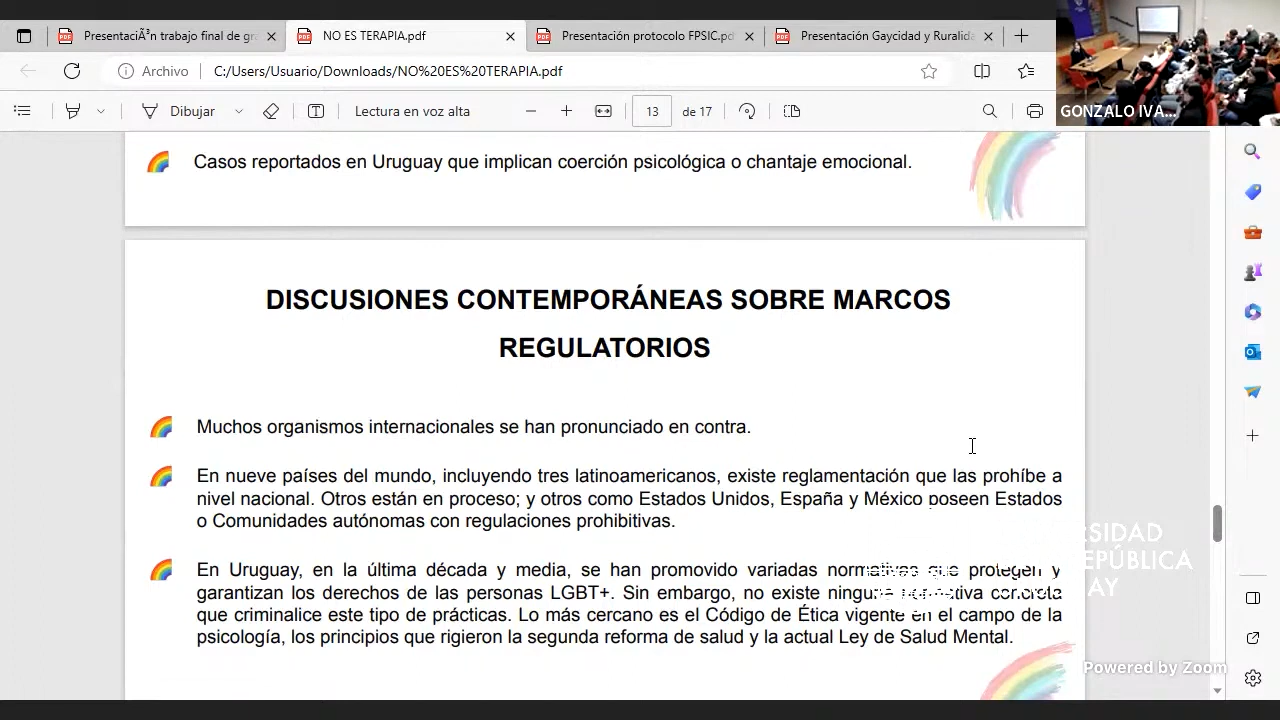 PresentaciÃ³n trabajo final de gra
NO ES TERAPIA.pdf
Presentación protocolo FPSIC.pd
Presentación Gaycidad y Ruralida
GONZALO IVA...
Archivo
C:/Users/Usuario/Downloads/NO%20ES%20TERAPIA.pdf
Dibujar
Lectura en voz alta
13
de 17
Casos reportados en Uruguay que implican coerción psicológica o chantaje emocional.
DISCUSIONES CONTEMPORÁNEAS SOBRE MARCOS
REGULATORIOS
Muchos organismos internacionales se han pronunciado en contra.
En nueve países del mundo, incluyendo tres latinoamericanos, existe reglamentación que las prohíbe a
nivel nacional. Otros están en proceso; y otros como Estados Unidos, España y México poseen Estados
o Comunidades autónomas con regulaciones prohibitivas.
En Uruguay, en la última década y media, se han promovido variadas protegen y
garantizan los derechos de las personas LGBT+. Sin embargo, no existe
que criminalice este tipo de prácticas. Lo más cercano es el Código de Ética vigente en el campo de la
psicología, los principios que rigieron la segunda reforma de salud y la actual Ley de Salud Mental.
Powered by Zoom